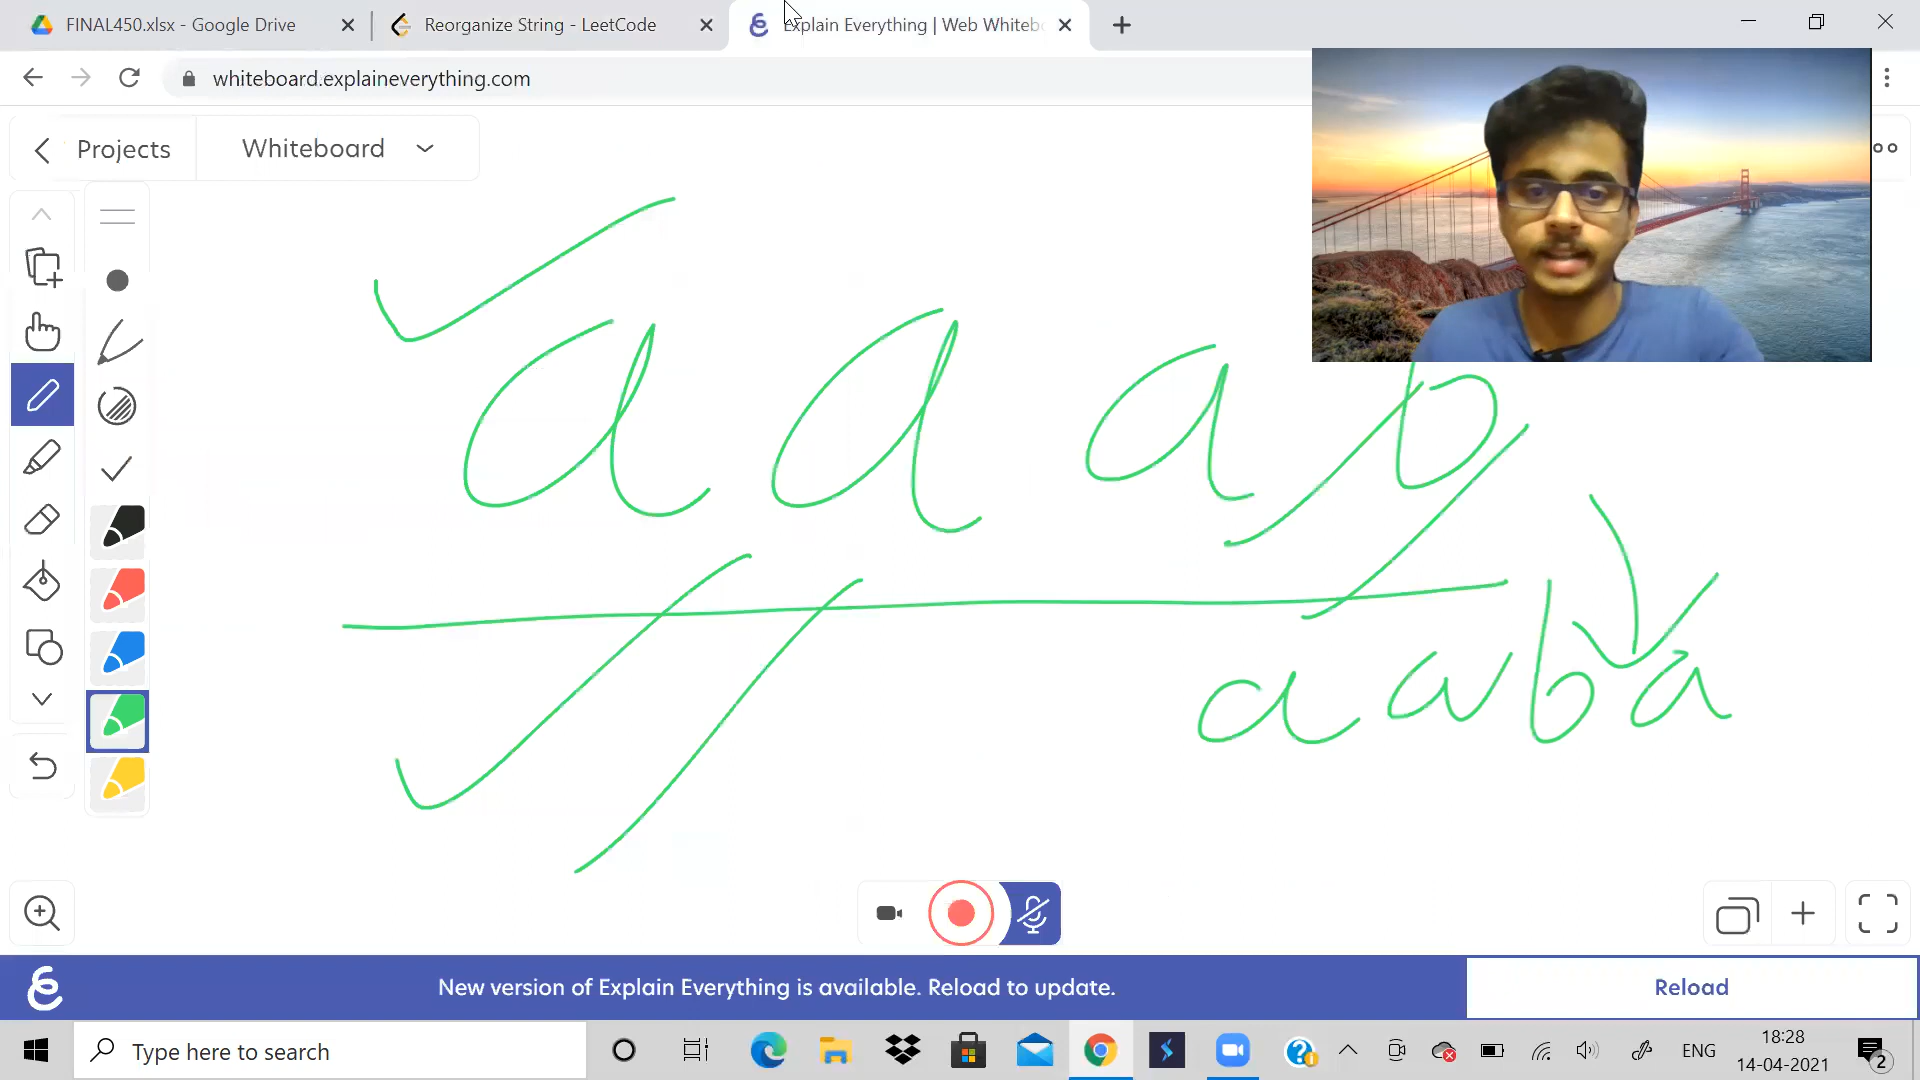 FINAL450.xlsx - Google Drive
Reorganize String - LeetCode
Explain Everything | Web Whitebo
whiteboard.explaineverything.com
Projects
Whiteboard
a a a b
a a b a
New version of Explain Everything is available. Reload to update.
Reload
Type here to search
ENG
18:28
14-04-2021
2